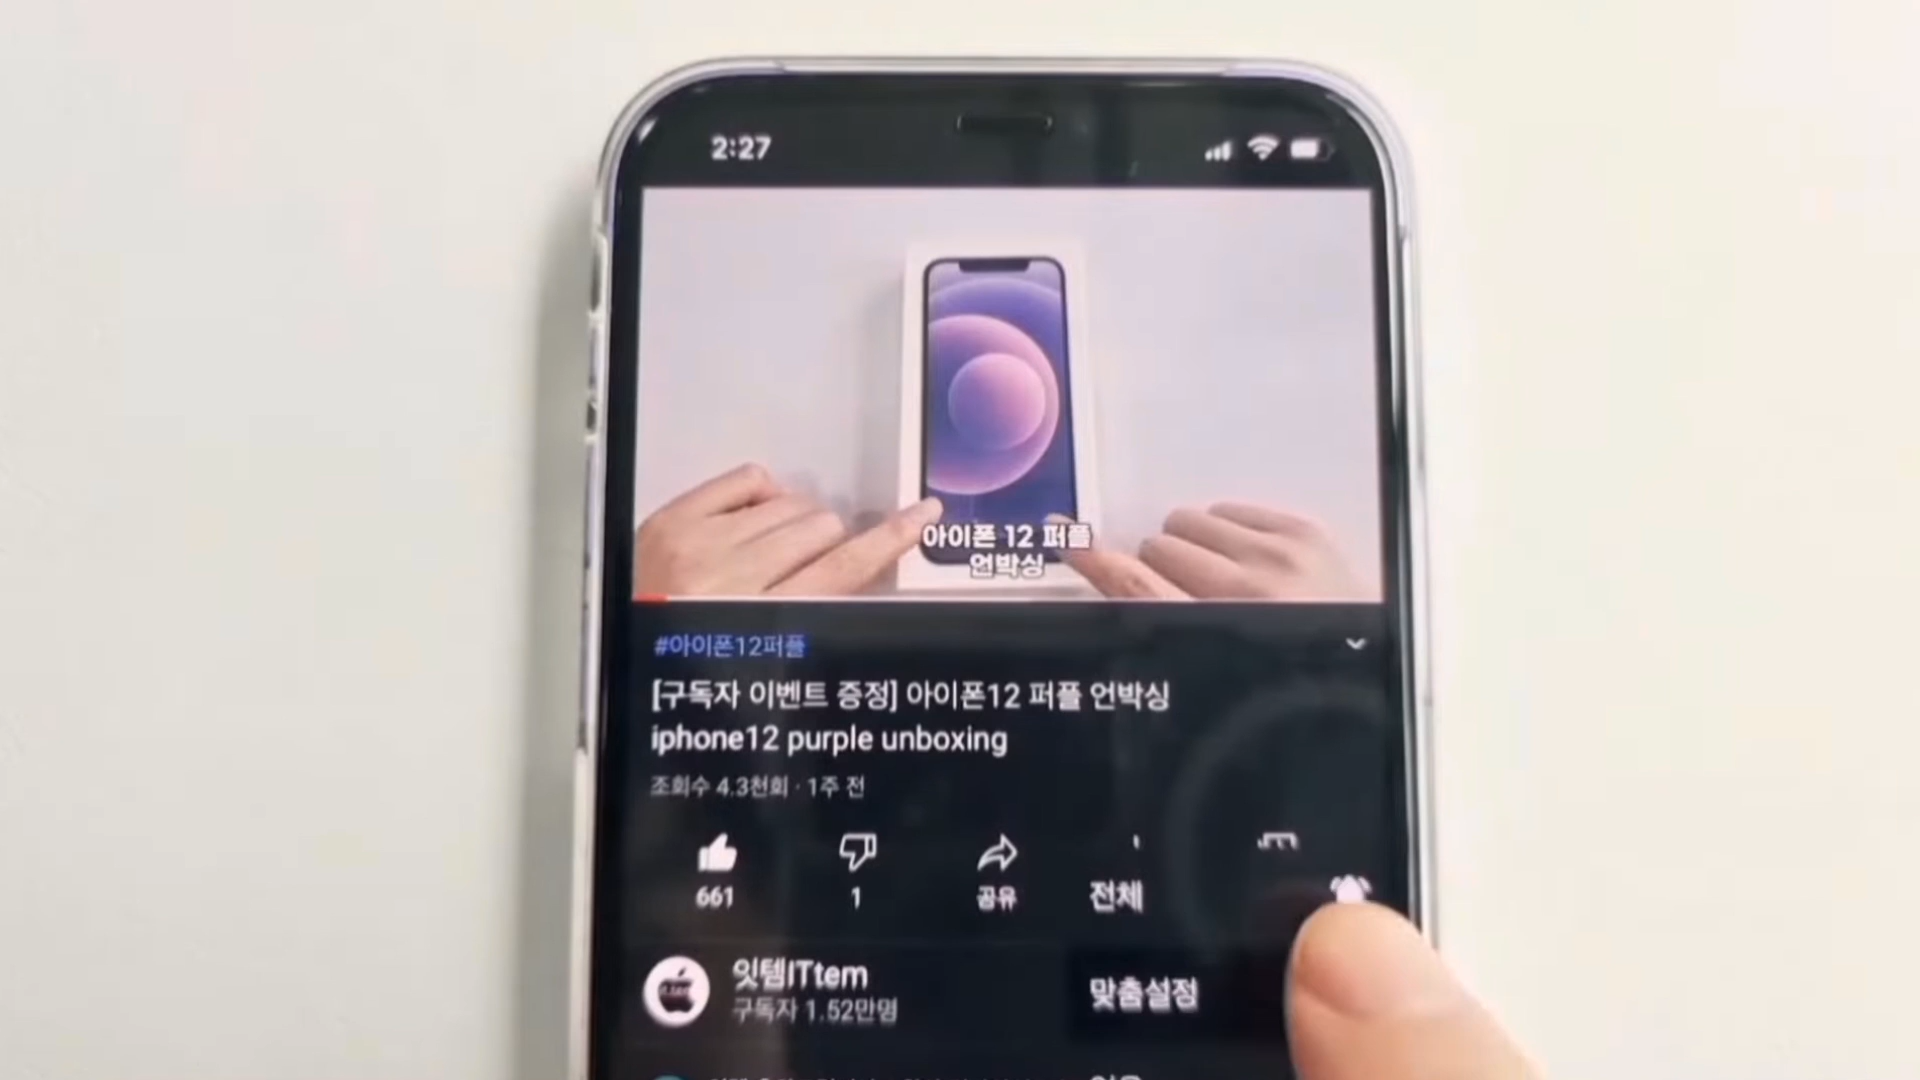 2:27
아이폰 12 퍼플
언박싱
#아이폰12퍼플
[구독자 이벤트 증정] 아이폰12 퍼플 언박싱
iphone12 purple unboxing
조회수 4.3천회 · 1주 전
661
1
공유
전체
잇템ITtem
구독자 1.52만명
맞춤설정